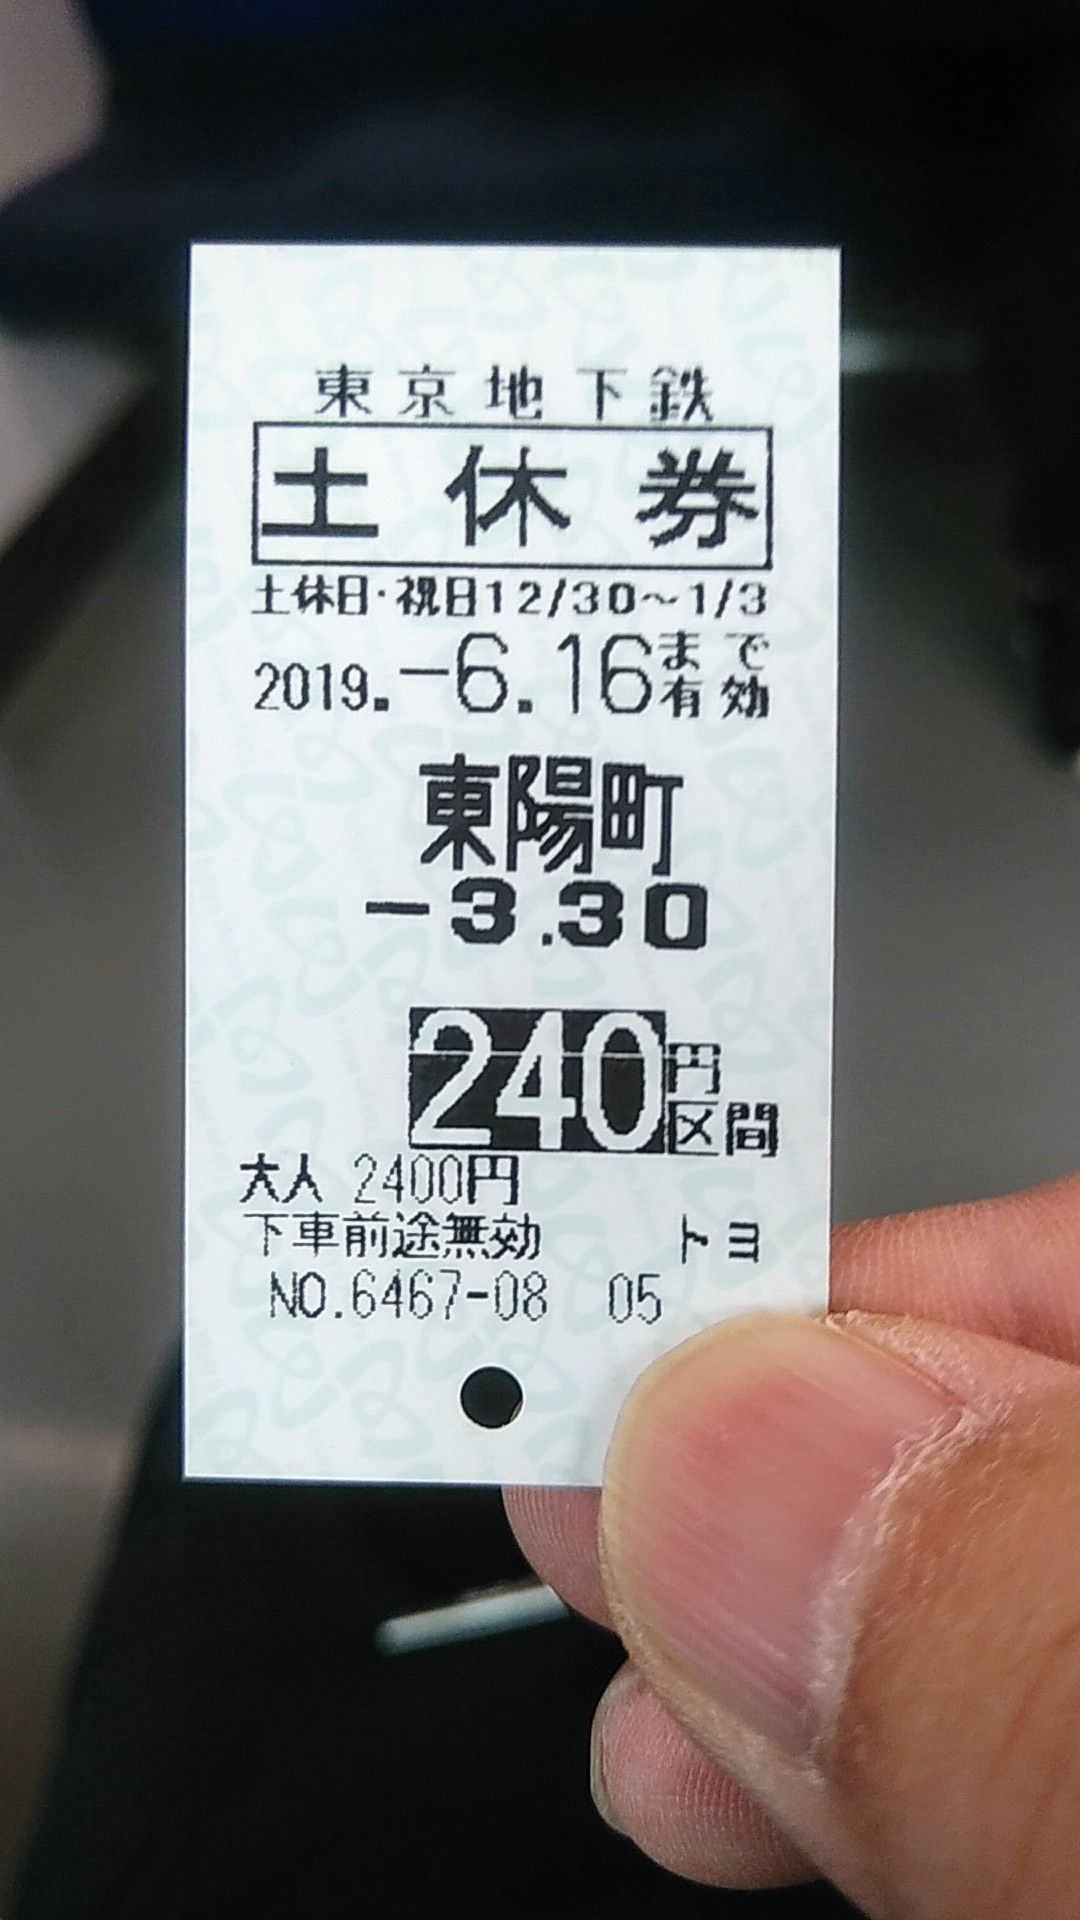 東京地下鉄
土休券
土休日･祝日12/30～1/3
2019.-6.16まで有効
東陽町
-3.30
240円区間
大人 2400円
下車前途無効 トヨ
NO.6467-08 05